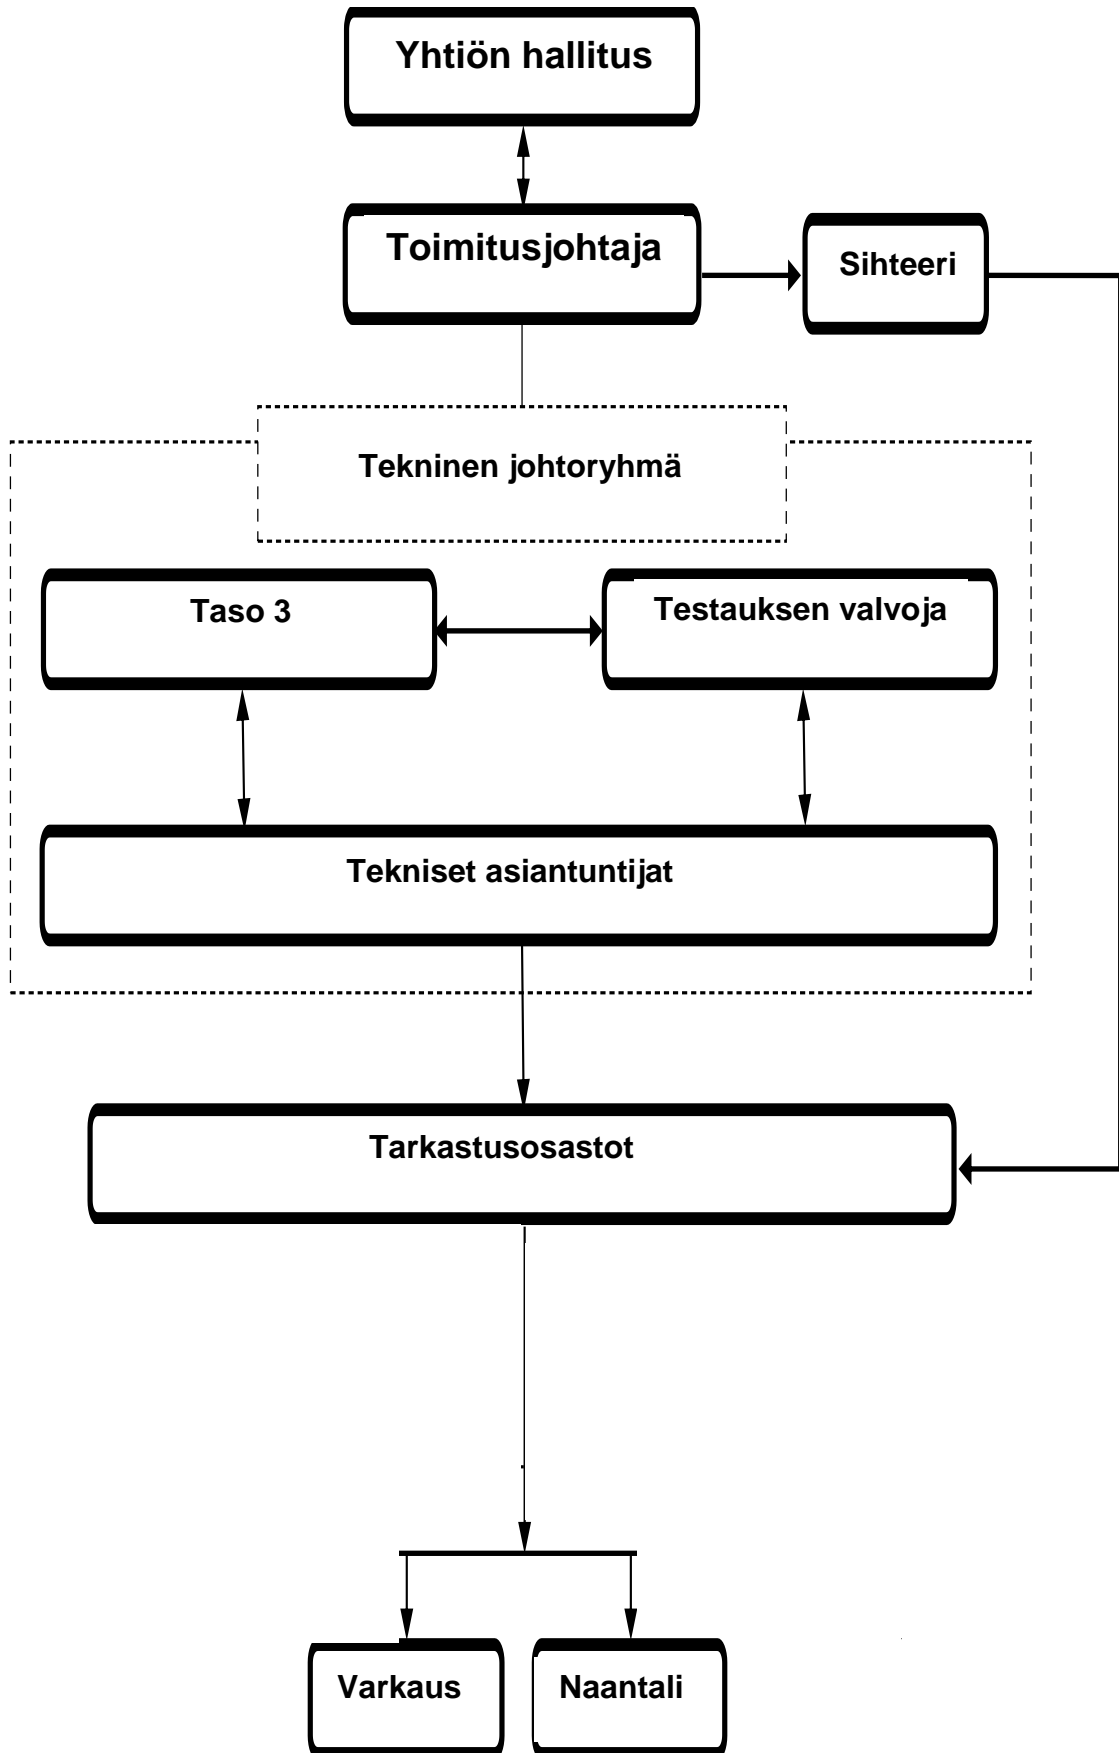 Yhtiön hallitus
Toimitusjohtaja
Sihteeri
Tekninen johtoryhmä
Taso 3
Testauksen valvoja
Tekniset asiantuntijat
Tarkastusosastot
Varkaus
Naantali